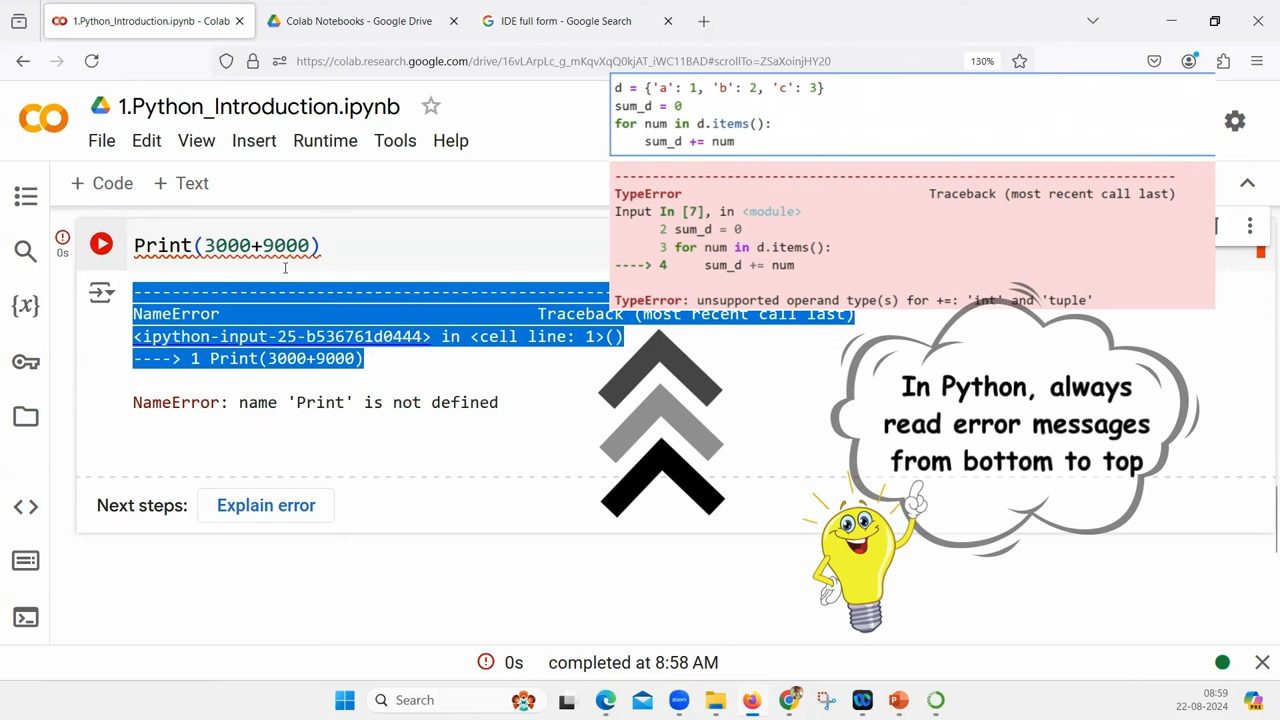 1.Python_Introduction.ipynb - Colab
Colab Notebooks - Google Drive
IDE full form - Google Search
https://colab.research.google.com/drive/16vLArpLc_g_mKqvXqQ0kjAT_iWC11BAD#scrollTo=ZSaXoinjHY20
130%
1.Python_Introduction.ipynb
File Edit View Insert Runtime Tools Help
+ Code + Text
d = {'a': 1, 'b': 2, 'c': 3}
sum_d = 0
for num in d.items():
sum_d += num
---------------------------------------------------------------------------
TypeError Traceback (most recent call last)
Input In [7], in <module>
2 sum_d = 0
3 for num in d.items():
----> 4 sum_d += num
TypeError: unsupported operand type(s) for +=: 'int' and 'tuple'
0s
Print(3000+9000)
NameError Traceback (most recent call last)
<ipython-input-25-b536761d0444> in <cell line: 1>()
----> 1 Print(3000+9000)
NameError: name 'Print' is not defined
In Python, always
read error messages
from bottom to top
Next steps: Explain error
{x}
0s completed at 8:58 AM
Search
zoom
PRE
08:59
22-08-2024